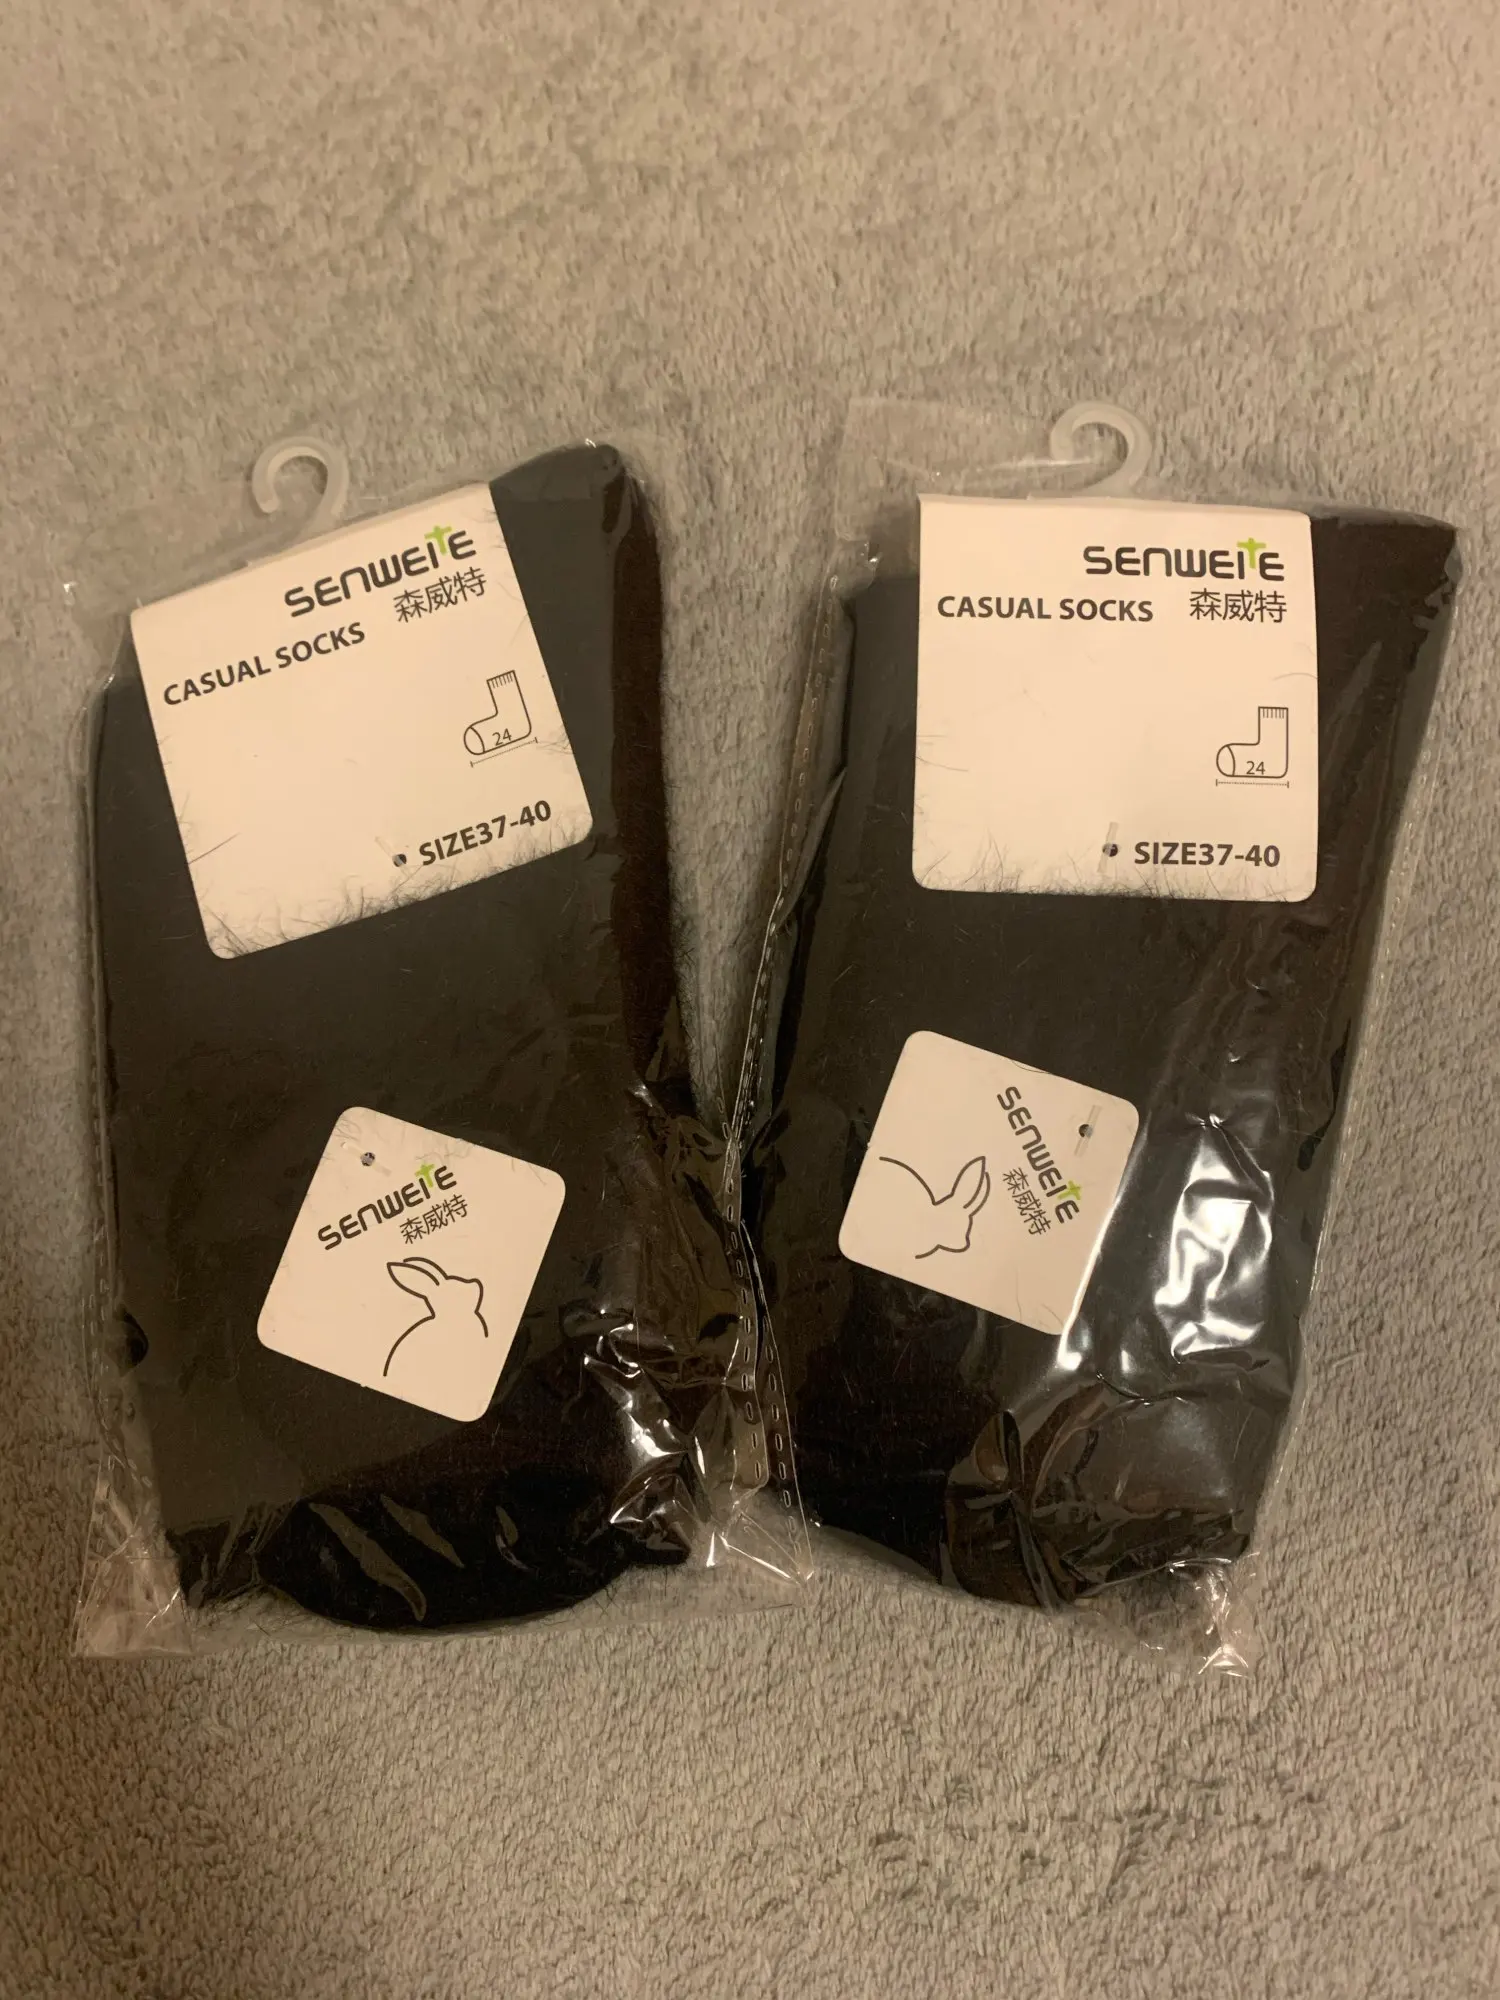 SENWEITE
森威特
CASUAL SOCKS
24
SIZE37-40
SENWEITE
森威特
SENWEITE
森威特
CASUAL SOCKS
24
SIZE37-40
SENWEITE
森威特